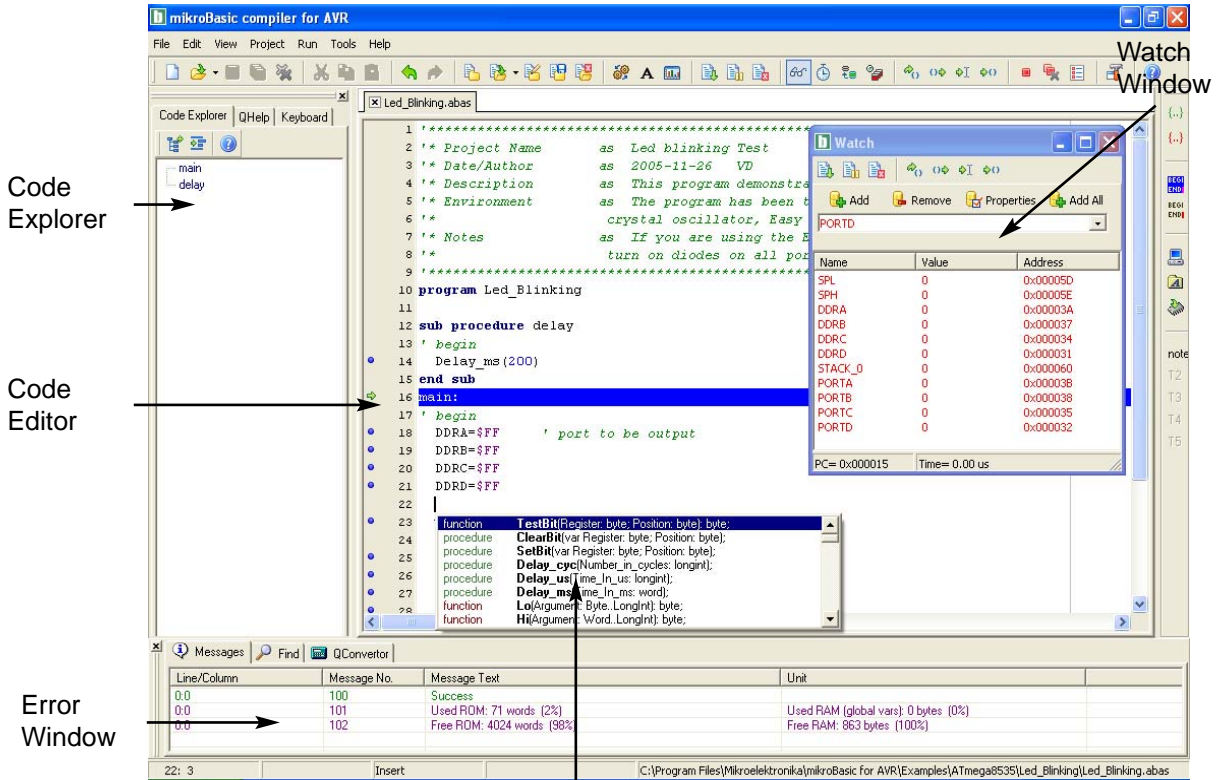 mikroBasic compiler for AVR
File Edit View Project Run Tools Help
Watch
Window
Code Explorer QHelp Keyboard
main
delay
Code
Explorer
Code
Editor
Error
Window
Led_Blinking.abas
1 '*****************************************************
2 '* Project Name as Led blinking Test
3 '* Date/Author as 2005-11-26 VD
4 '* Description as This program demonstra
5 '* Environment as The program has been t
6 '* crystal oscillator, Easy
7 '* Notes as If you are using the E
8 '* turn on diodes on all por
9 '*****************************************************
10 program Led_Blinking
11
12 sub procedure delay
13 ' begin
14 Delay_ms(200)
15 end sub
16 main:
17 ' begin
18 DDRA=$FF ' port to be output
19 DDRB=$FF
20 DDRC=$FF
21 DDRD=$FF
22
23
24
25
26
27
28
function TestBit(Register: byte; Position: byte): byte;
procedure ClearBit(var Register: byte; Position: byte);
procedure SetBit(var Register: byte; Position: byte);
procedure Delay_cyc(Number_in_cycles: longint);
procedure Delay_us(Time_In_us: longint);
procedure Delay_ms(Time_In_ms: word);
function Lo(Argument: Byte..LongInt): byte;
function Hi(Argument: Word..LongInt): byte;
Watch
Add Remove Properties Add All
PORTD
Name Value Address
SPL 0 0x00005D
SPH 0 0x00005E
DDRA 0 0x00003A
DDRB 0 0x000037
DDRC 0 0x000034
DDRD 0 0x000031
STACK_0 0 0x000060
PORTA 0 0x00003B
PORTB 0 0x000038
PORTC 0 0x000035
PORTD 0 0x000032
PC= 0x000015 Time= 0.00 us
{..}
{..}
BEGI
END:
BEGI
END|
note
T2
T3
T4
T5
Messages Find QConvertor
Line/Column Message No. Message Text Unit
0:0 100 Success
0:0 101 Used ROM: 71 words (2%) Used RAM (global vars): 0 bytes (0%)
0:0 102 Free ROM: 4024 words (98%) Free RAM: 863 bytes (100%)
22: 3 Insert C:\Program Files\Mikroelektronika\mikroBasic for AVR\Examples\ATmega8535\Led_Blinking\Led_Blinking.abas